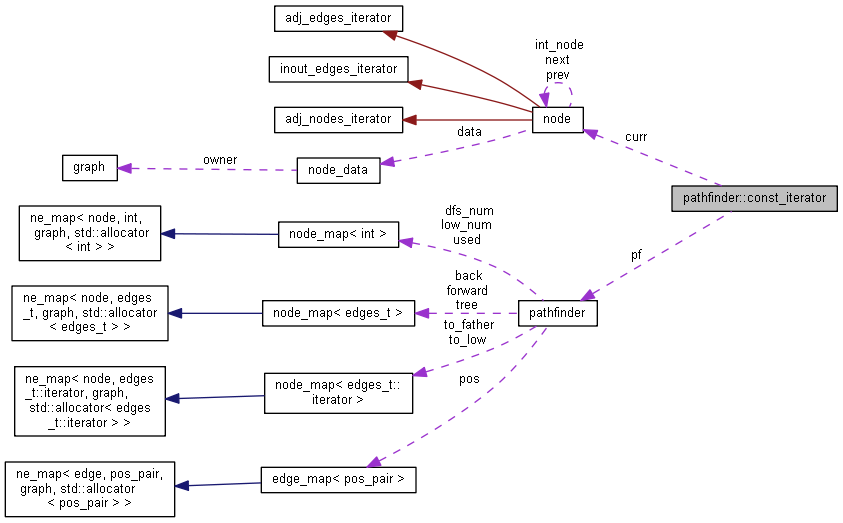 adj_edges_iterator
int_node
next
prev
inout_edges_iterator
adj_nodes_iterator
node
data
curr
graph
owner
node_data
pathfinder::const_iterator
ne_map< node, int,
graph, std::allocator
< int > >
node_map< int >
dfs_num
low_num
used
pf
ne_map< node, edges
_t, graph, std::allocator
< edges_t > >
node_map< edges_t >
back
forward
tree
pathfinder
to_father
to_low
ne_map< node, edges
_t::iterator, graph,
std::allocator< edges
_t::iterator > >
node_map< edges_t::
iterator >
pos
ne_map< edge, pos_pair,
graph, std::allocator
< pos_pair > >
edge_map< pos_pair >